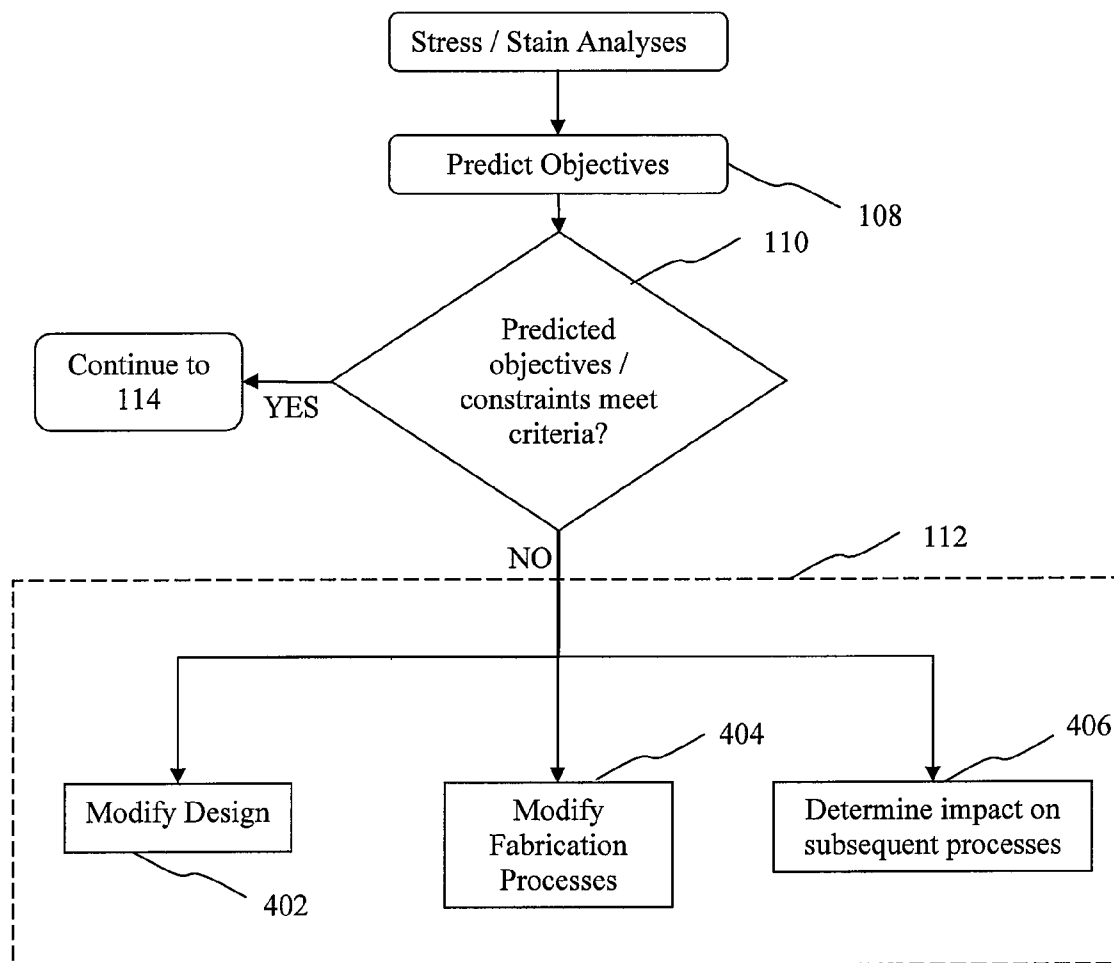 Stress / Stain Analyses
Predict Objectives
108
110
Predicted
objectives /
constraints meet
criteria?
Continue to
114
YES
NO
112
Modify Design
402
404
Modify
Fabrication
Processes
406
Determine impact on
subsequent processes